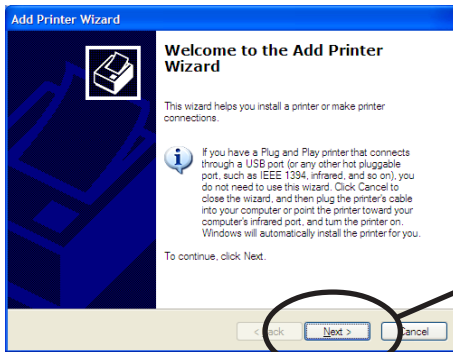 Add Printer Wizard
Welcome to the Add Printer
Wizard
This wizard helps you install a printer or make printer
connections.
If you have a Plug and Play printer that connects
through a USB port (or any other hot pluggable
port, such as IEEE 1394, infrared, and so on), you
do not need to use this wizard. Click Cancel to
close the wizard, and then plug the printer's cable
into your computer or point the printer toward your
computer's infrared port, and turn the printer on.
Windows will automatically install the printer for you.
To continue, click Next.
< Back Next > Cancel